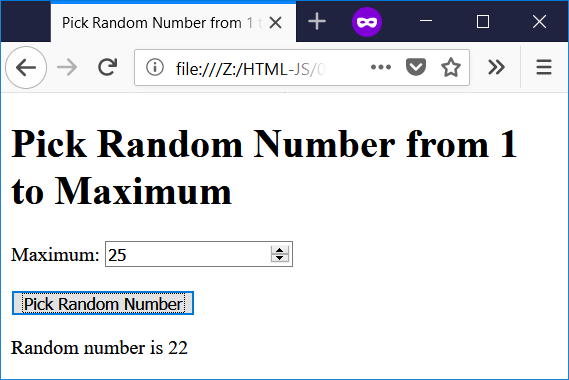 Pick Random Number from 1 t
file:///Z:/HTML-JS/0
Pick Random Number from 1
to Maximum
Maximum: 25
Pick Random Number
Random number is 22